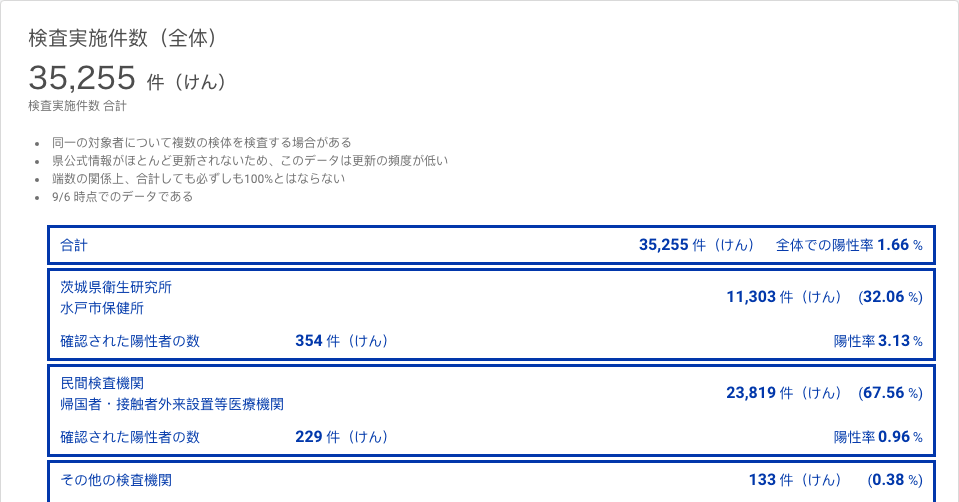 検査実施件数（全体）
35,255 件（けん）
検査実施件数 合計
• 同一の対象者について複数の検体を検査する場合がある
• 県公式情報がほとんど更新されないため、このデータは更新の頻度が低い
• 端数の関係上、合計しても必ずしも100%とはならない
• 9/6 時点でのデータである
合計 35,255 件（けん） 全体での陽性率 1.66 %
茨城県衛生研究所
水戸市保健所
11,303 件（けん） (32.06 %)
確認された陽性者の数 354 件（けん） 陽性率 3.13 %
民間検査機関
帰国者・接触者外来設置等医療機関
23,819 件（けん） (67.56 %)
確認された陽性者の数 229 件（けん） 陽性率 0.96 %
その他の検査機関 133 件（けん） (0.38 %)